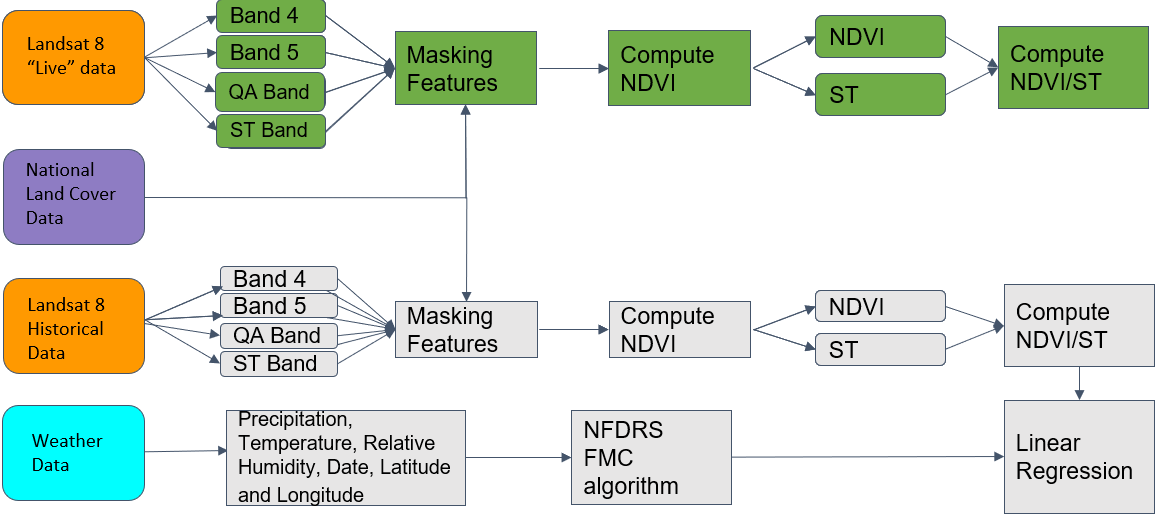 Landsat 8
“Live” data
Band 4
Band 5
QA Band
ST Band
Masking
Features
Compute
NDVI
NDVI
ST
Compute
NDVI/ST
National
Land Cover
Data
Landsat 8
Historical
Data
Band 4
Band 5
QA Band
ST Band
Masking
Features
Compute
NDVI
NDVI
ST
Compute
NDVI/ST
Weather
Data
Precipitation,
Temperature, Relative
Humidity, Date, Latitude
and Longitude
NFDRS
FMC
algorithm
Linear
Regression